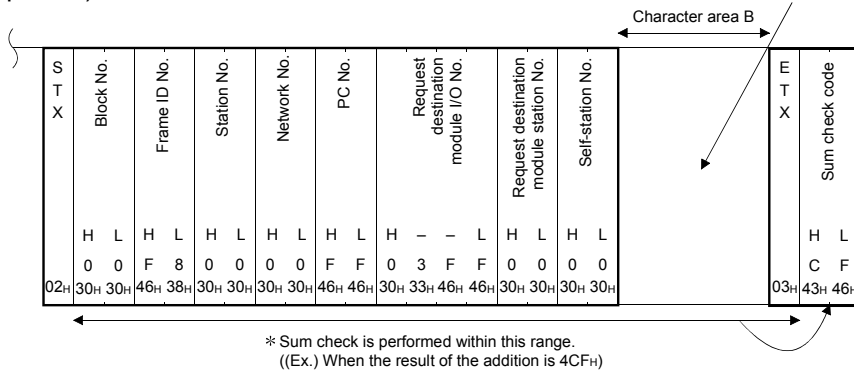 Character area B
S
T
X
Block No.
Frame ID No.
Station No.
Network No.
PC No.
Request
destination
module I/O No.
Request destination
module station No.
Self-station No.
E
T
X
Sum check code
H L H L H L H L H L H – – L H L H L H L
0 0 F 8 0 0 0 0 F F 0 3 F F 0 0 0 0 C F
02H 30H 30H 46H 38H 30H 30H 30H 30H 46H 46H 30H 33H 46H 46H 30H 30H 30H 30H 03H 43H 46H
* Sum check is performed within this range.
((Ex.) When the result of the addition is 4CFH)